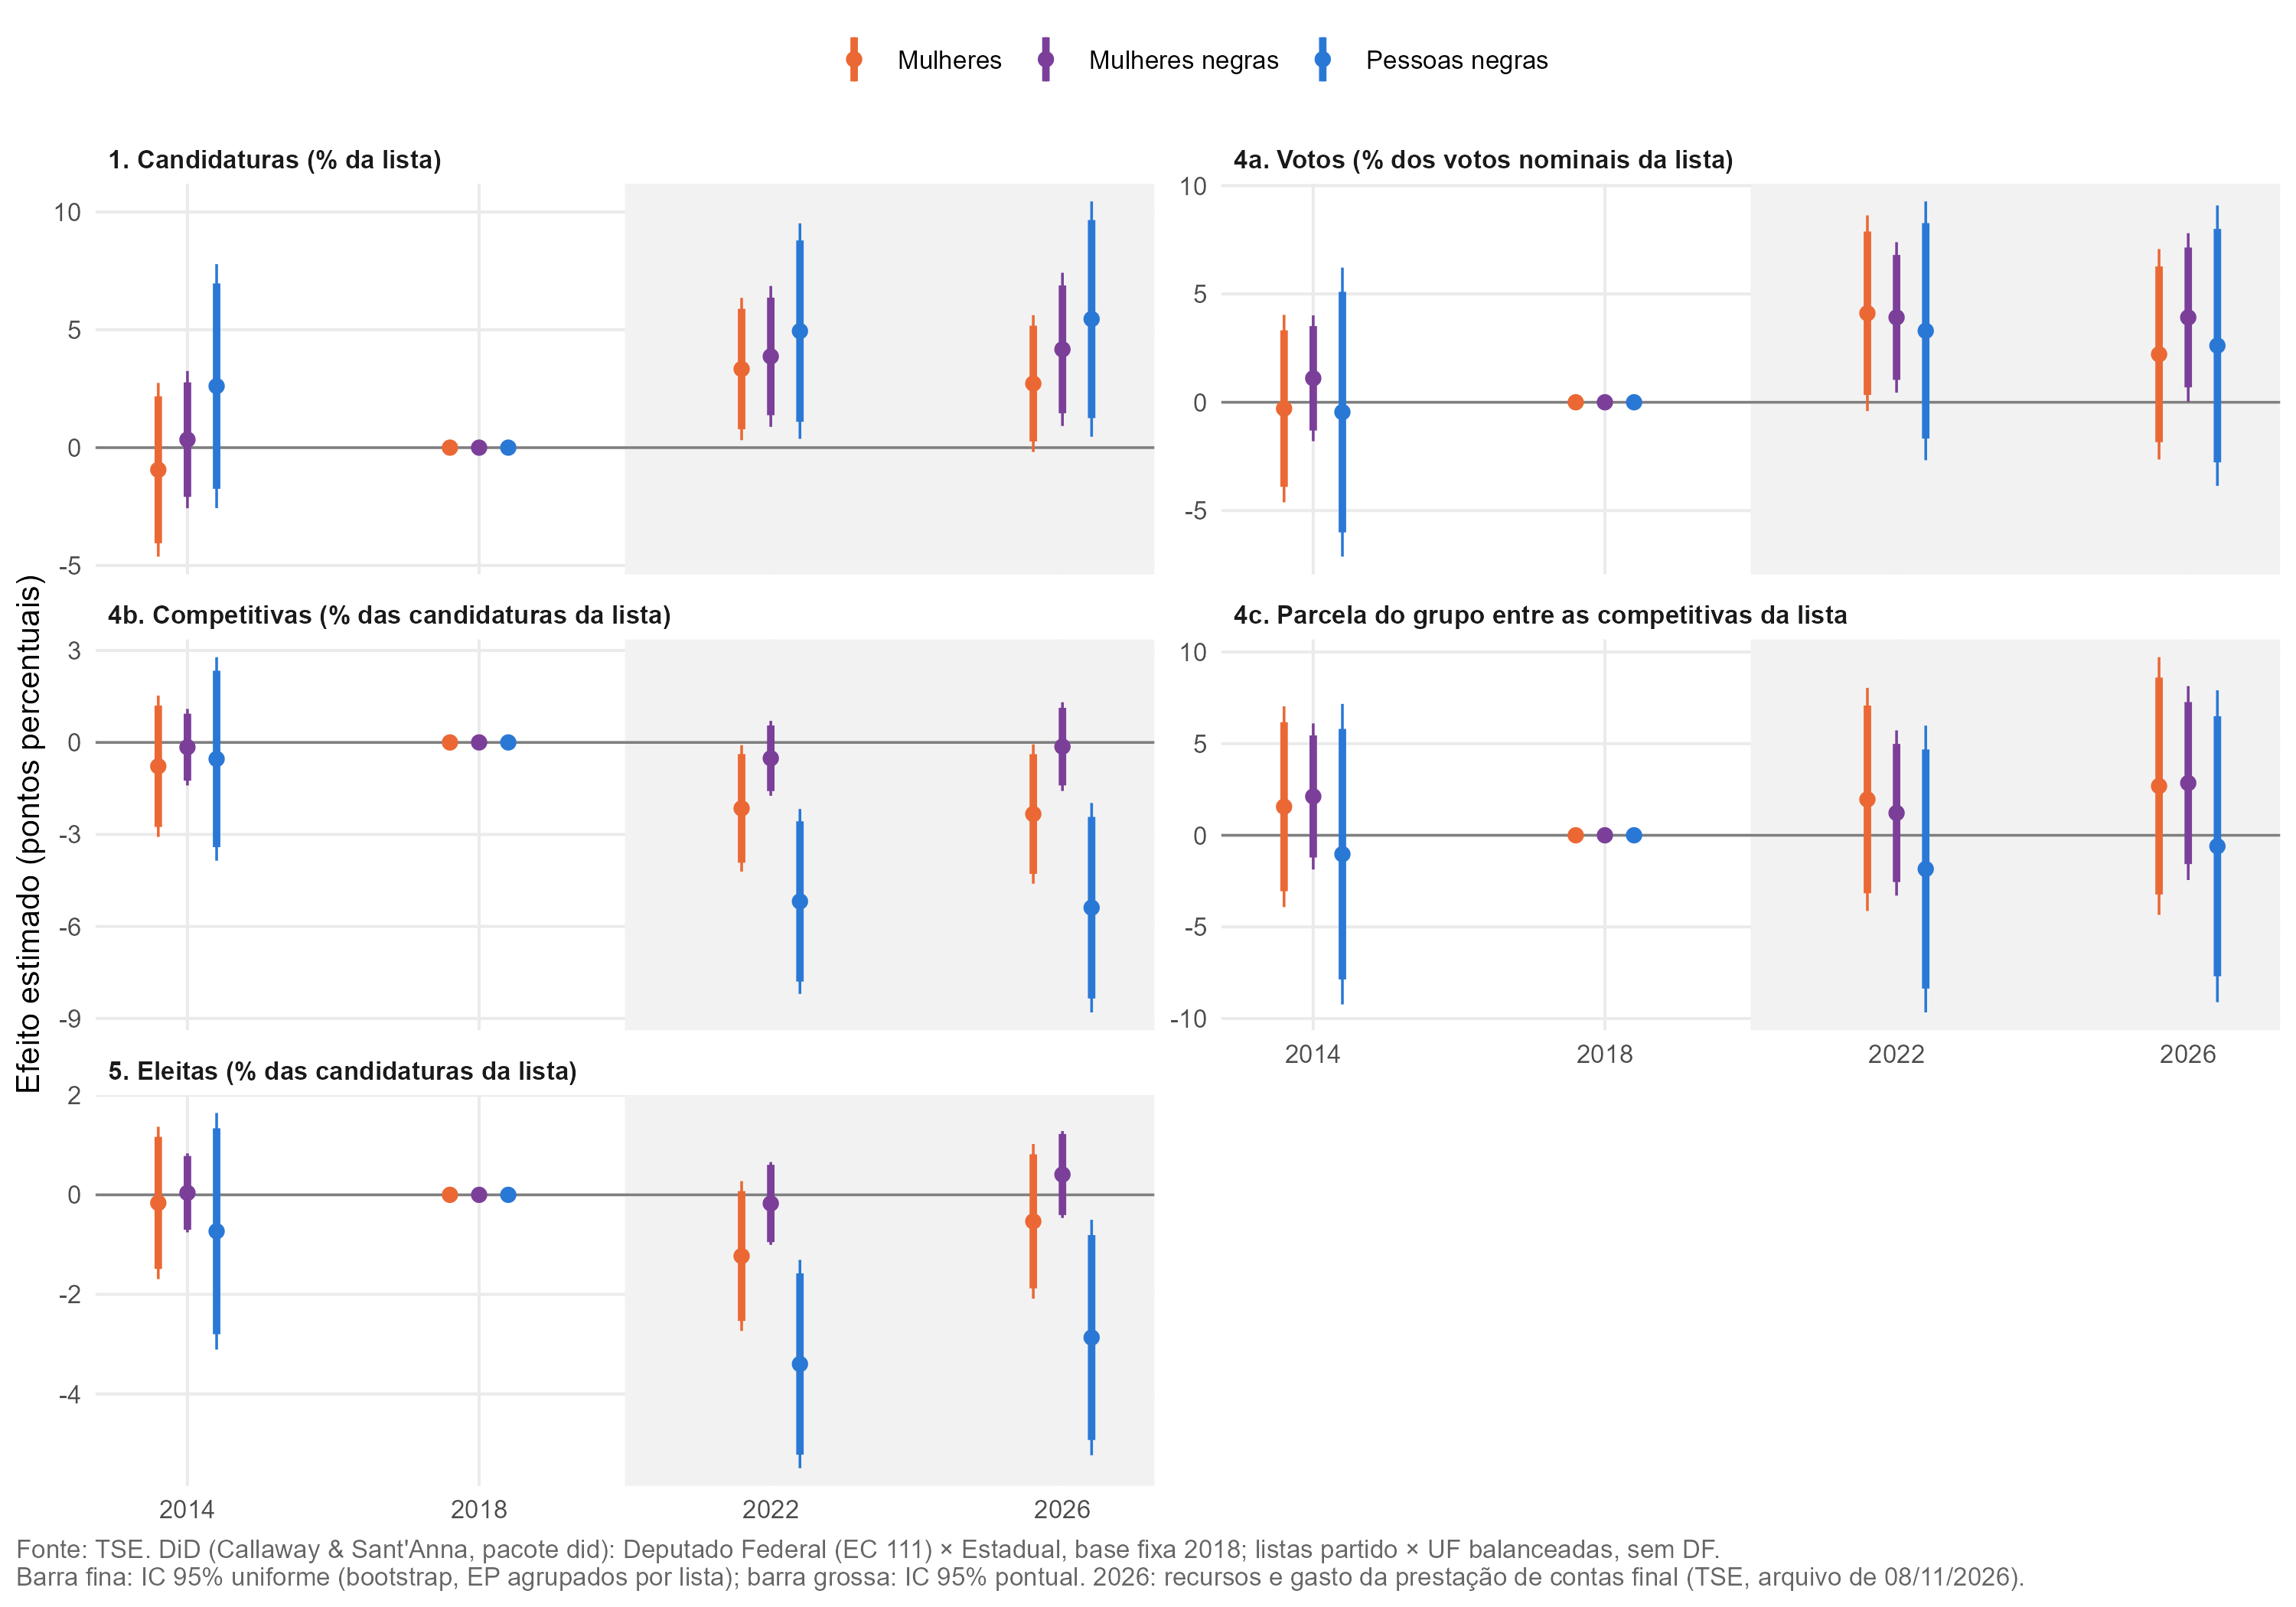 Mulheres
Mulheres negras
Pessoas negras
Efeito estimado (pontos percentuais)
1. Candidaturas (% da lista)
10
5
0
-5
4a. Votos (% dos votos nominais da lista)
10
5
0
-5
4b. Competitivas (% das candidaturas da lista)
3
0
-3
-6
-9
4c. Parcela do grupo entre as competitivas da lista
10
5
0
-5
-10
2014
2018
2022
2026
5. Eleitas (% das candidaturas da lista)
2
0
-2
-4
2014
2018
2022
2026
Fonte: TSE. DiD (Callaway & Sant'Anna, pacote did): Deputado Federal (EC 111) × Estadual, base fixa 2018; listas partido × UF balanceadas, sem DF.
Barra fina: IC 95% uniforme (bootstrap, EP agrupados por lista); barra grossa: IC 95% pontual. 2026: recursos e gasto da prestação de contas final (TSE, arquivo de 08/11/2026).